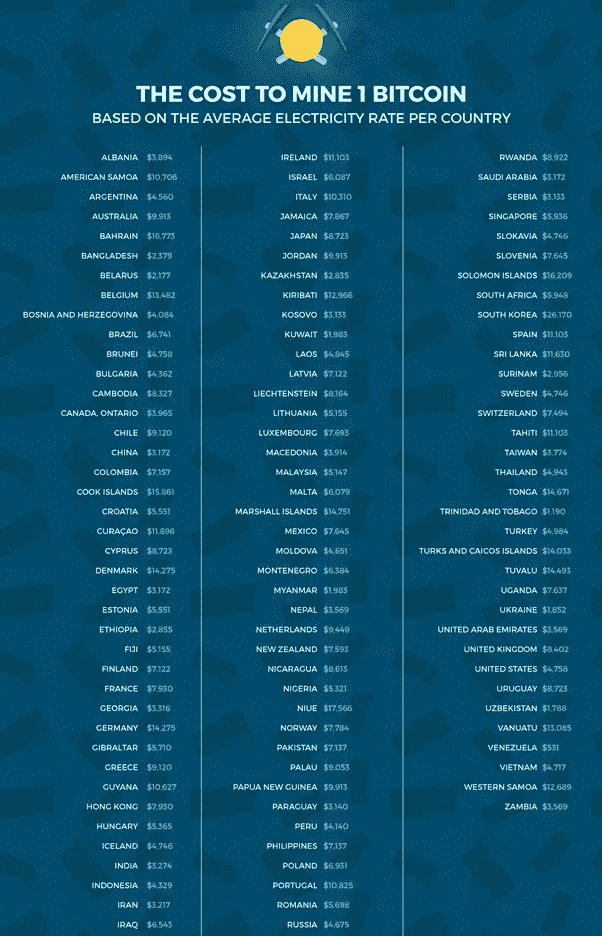 THE COST TO MINE 1 BITCOIN
BASED ON THE AVERAGE ELECTRICITY RATE PER COUNTRY
ALBANIA $3,894
AMERICAN SAMOA $10,706
ARGENTINA $4,560
AUSTRALIA $9,913
BAHRAIN $16,773
BANGLADESH $2,379
BELARUS $2,177
BELGIUM $13,482
BOSNIA AND HERZEGOVINA $4,084
BRAZIL $6,741
BRUNEI $4,758
BULGARIA $4,362
CAMBODIA $8,327
CANADA, ONTARIO $3,965
CHILE $9,120
CHINA $3,172
COLOMBIA $7,157
COOK ISLANDS $15,861
CROATIA $5,551
CURAÇAO $11,896
CYPRUS $8,723
DENMARK $14,275
EGYPT $3,172
ESTONIA $5,551
ETHIOPIA $2,855
FIJI $5,155
FINLAND $7,122
FRANCE $7,930
GEORGIA $3,316
GERMANY $14,275
GIBRALTAR $5,710
GREECE $9,120
GUYANA $10,627
HONG KONG $7,930
HUNGARY $5,365
ICELAND $4,746
INDIA $3,274
INDONESIA $4,329
IRAN $3,217
IRAQ $6,543
IRELAND $11,103
ISRAEL $6,087
ITALY $10,310
JAMAICA $7,867
JAPAN $8,723
JORDAN $9,913
KAZAKHSTAN $2,835
KIRIBATI $12,966
KOSOVO $3,133
KUWAIT $1,983
LAOS $4,845
LATVIA $7,122
LIECHTENSTEIN $8,164
LITHUANIA $5,155
LUXEMBOURG $7,693
MACEDONIA $3,914
MALAYSIA $5,147
MALTA $6,079
MARSHALL ISLANDS $14,751
MEXICO $7,645
MOLDOVA $4,651
MONTENEGRO $6,384
MYANMAR $1,983
NEPAL $3,569
NETHERLANDS $9,449
NEW ZEALAND $7,593
NICARAGUA $8,613
NIGERIA $5,321
NIUE $17,566
NORWAY $7,784
PAKISTAN $7,137
PALAU $9,053
PAPUA NEW GUINEA $9,913
PARAGUAY $3,140
PERU $4,140
PHILIPPINES $7,137
POLAND $6,931
PORTUGAL $10,825
ROMANIA $5,698
RUSSIA $4,675
RWANDA $8,922
SAUDI ARABIA $3,172
SERBIA $3,133
SINGAPORE $5,936
SLOKAVIA $4,746
SLOVENIA $7,645
SOLOMON ISLANDS $16,209
SOUTH AFRICA $5,948
SOUTH KOREA $26,170
SPAIN $11,103
SRI LANKA $11,630
SURINAM $2,956
SWEDEN $4,746
SWITZERLAND $7,494
TAHITI $11,103
TAIWAN $3,774
THAILAND $4,943
TONGA $14,671
TRINIDAD AND TOBAGO $1,190
TURKEY $4,984
TURKS AND CAICOS ISLANDS $14,033
TUVALU $14,493
UGANDA $7,637
UKRAINE $1,852
UNITED ARAB EMIRATES $3,569
UNITED KINGDOM $8,402
UNITED STATES $4,758
URUGUAY $8,723
UZBEKISTAN $1,788
VANUATU $13,085
VENEZUELA $531
VIETNAM $4,717
WESTERN SAMOA $12,689
ZAMBIA $3,569